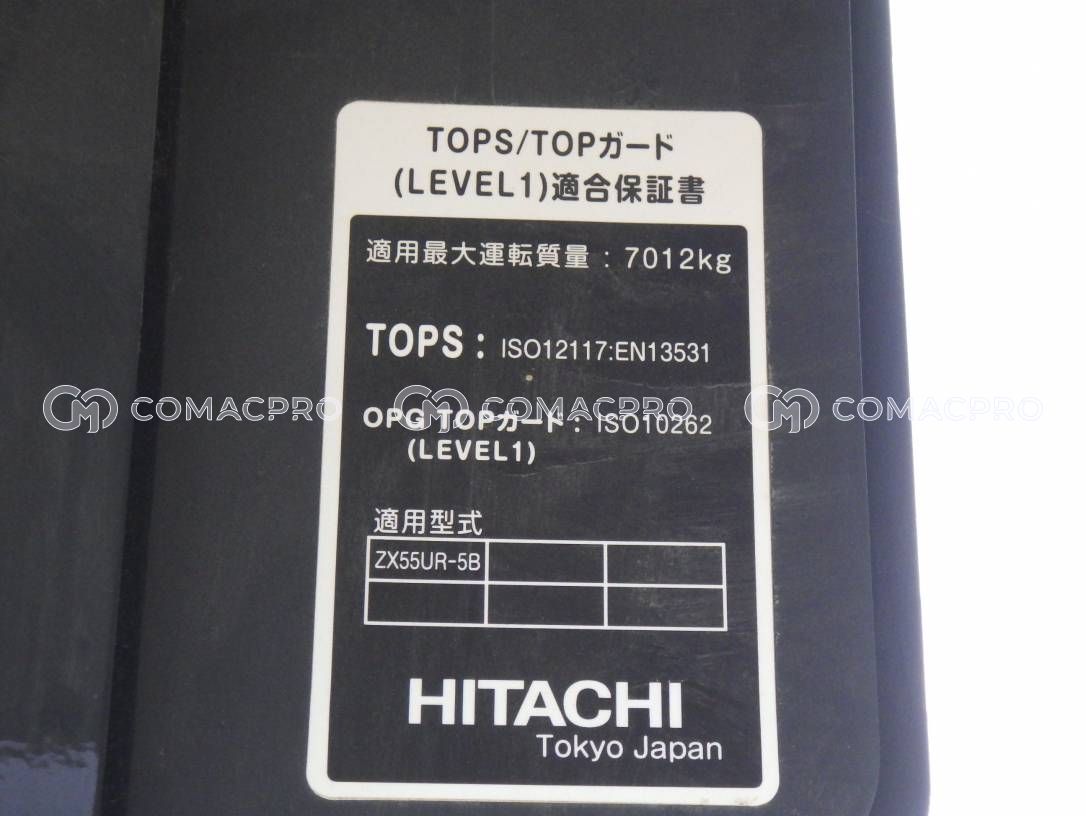 TOPS/TOPガード
(LEVEL1)適合保証書
適用最大運転質量 : 7012kg
TOPS : ISO12117:EN13531
COMACPRO COMACPRO COMACPRO
OPG TOPガード : ISO10262
(LEVEL1)
適用型式
ZX55UR-5B
HITACHI
Tokyo Japan